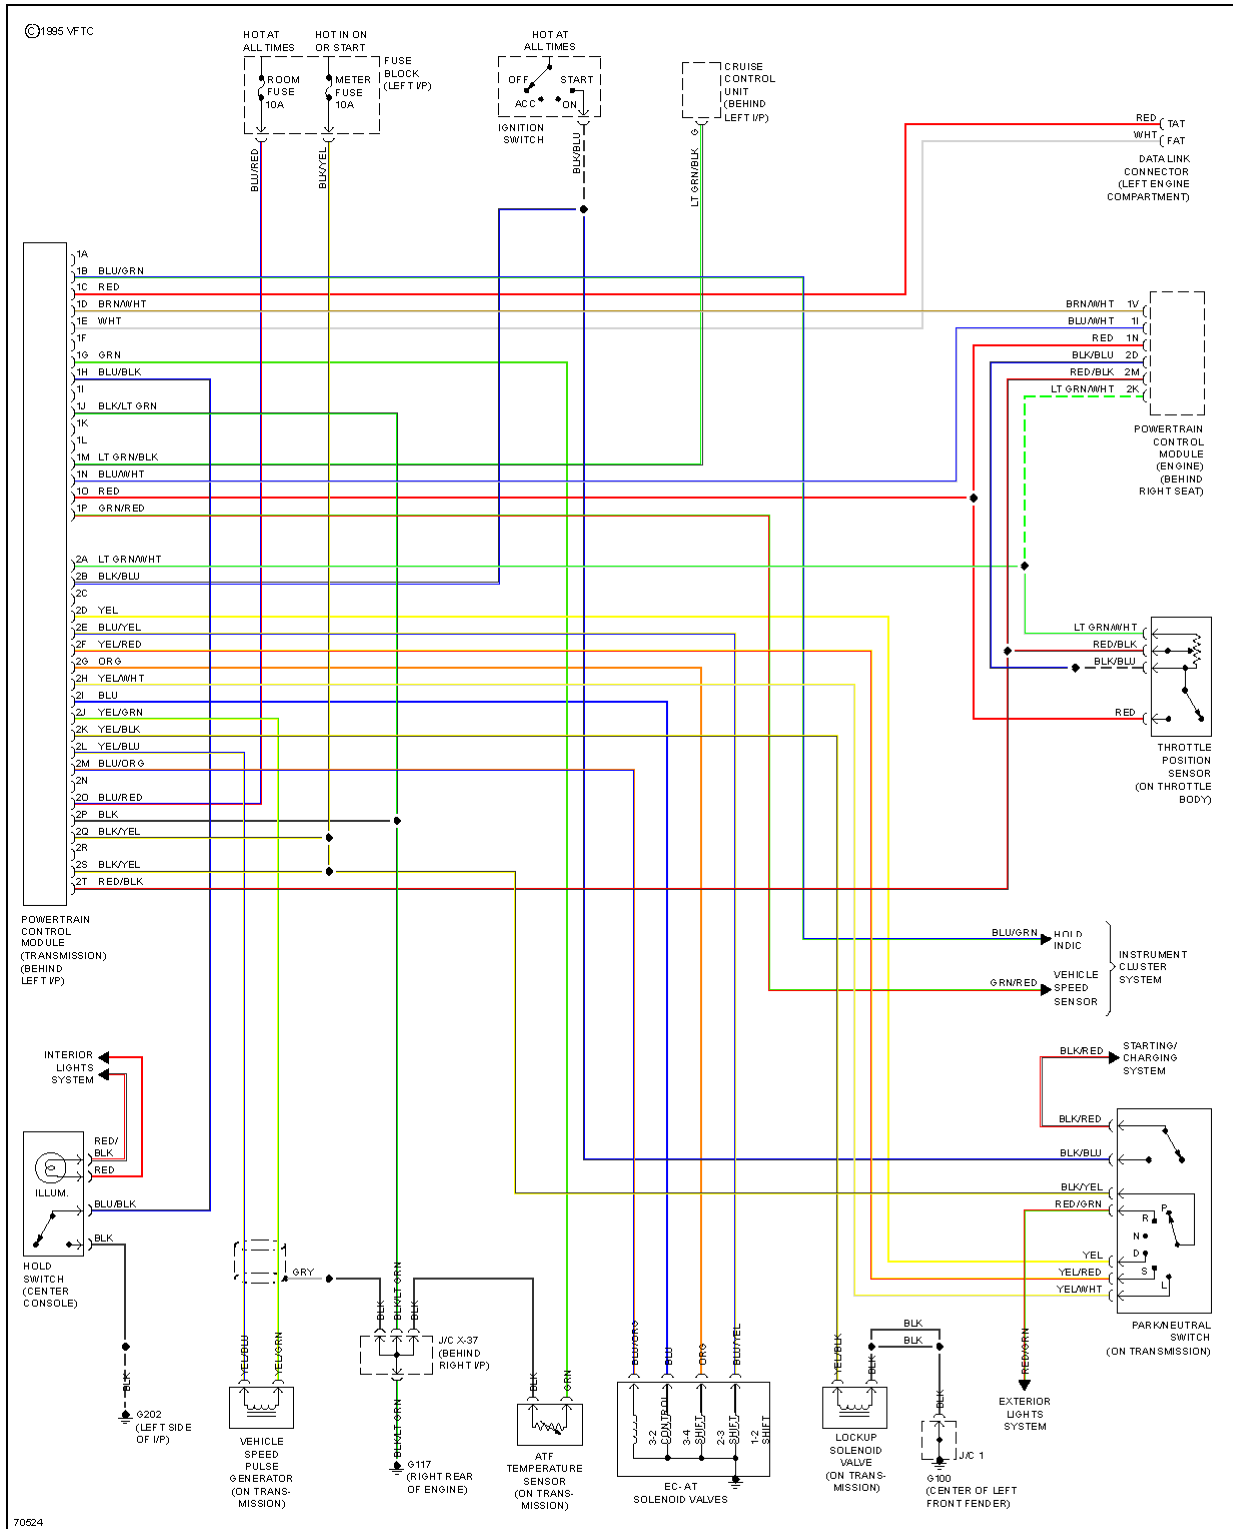 ©1995 VFTC
HOT AT
ALL TIMES
HOT IN ON
OR START
ROOM
FUSE
10A
METER
FUSE
10A
FUSE
BLOCK
(LEFT I/P)
BLU/RED
BLK/YEL
HOT AT
ALL TIMES
OFF
START
ACC
ON
IGNITION
SWITCH
BLK/BLU
CRUISE
CONTROL
UNIT
(BEHIND
LEFT I/P)
G
LT GRN/BLK
RED TAT
WHT FAT
DATA LINK
CONNECTOR
(LEFT ENGINE
COMPARTMENT)
1A
1B BLU/GRN
1C RED
1D BRN/WHT
1E WHT
1F
1G GRN
1H BLU/BLK
1I
1J BLK/LT GRN
1K
1L
1M LT GRN/BLK
1N BLU/WHT
1O RED
1P GRN/RED
2A LT GRN/WHT
2B BLK/BLU
2C
2D YEL
2E BLU/YEL
2F YEL/RED
2G ORG
2H YEL/WHT
2I BLU
2J YEL/GRN
2K YEL/BLK
2L YEL/BLU
2M BLU/ORG
2N
2O BLU/RED
2P BLK
2Q BLK/YEL
2R
2S BLK/YEL
2T RED/BLK
POWERTRAIN
CONTROL
MODULE
(TRANSMISSION)
(BEHIND
LEFT I/P)
BRN/WHT 1V
BLU/WHT 1I
RED 1N
BLK/BLU 2D
RED/BLK 2M
LT GRN/WHT 2K
POWERTRAIN
CONTROL
MODULE
(ENGINE)
(BEHIND
RIGHT SEAT)
LT GRN/WHT
RED/BLK
BLK/BLU
RED
THROTTLE
POSITION
SENSOR
(ON THROTTLE
BODY)
BLU/GRN
HOLD
INDIC
GRN/RED
VEHICLE
SPEED
SENSOR
INSTRUMENT
CLUSTER
SYSTEM
BLK/RED
STARTING/
CHARGING
SYSTEM
BLK/RED
BLK/BLU
BLK/YEL
RED/GRN
YEL
YEL/RED
YEL/WHT
P
R
N
D
S
L
PARK/NEUTRAL
SWITCH
(ON TRANSMISSION)
RED/GRN
EXTERIOR
LIGHTS
SYSTEM
INTERIOR
LIGHTS
SYSTEM
RED/
BLK
RED
ILLUM.
BLU/BLK
BLK
HOLD
SWITCH
(CENTER
CONSOLE)
BLK
G202
(LEFT SIDE
OF I/P)
GRY
YEL/BLU
YEL/GRN
VEHICLE
SPEED
PULSE
GENERATOR
(ON TRANS-
MISSION)
BLK
BLK/LT GRN
BLK
J/C X-37
(BEHIND
RIGHT I/P)
BLK/LT GRN
G117
(RIGHT REAR
OF ENGINE)
BLK
GRN
ATF
TEMPERATURE
SENSOR
(ON TRANS-
MISSION)
BLU/ORG
BLU
ORG
BLU/YEL
3-2
CONTROL
3-4
SHIFT
2-3
SHIFT
1-2
SHIFT
EC-AT
SOLENOID VALVES
YEL/BLK
BLK
BLK
BLK
LOCKUP
SOLENOID
VALVE
(ON TRANS-
MISSION)
BLK
J/C 1
G100
(CENTER OF LEFT
FRONT FENDER)
70524